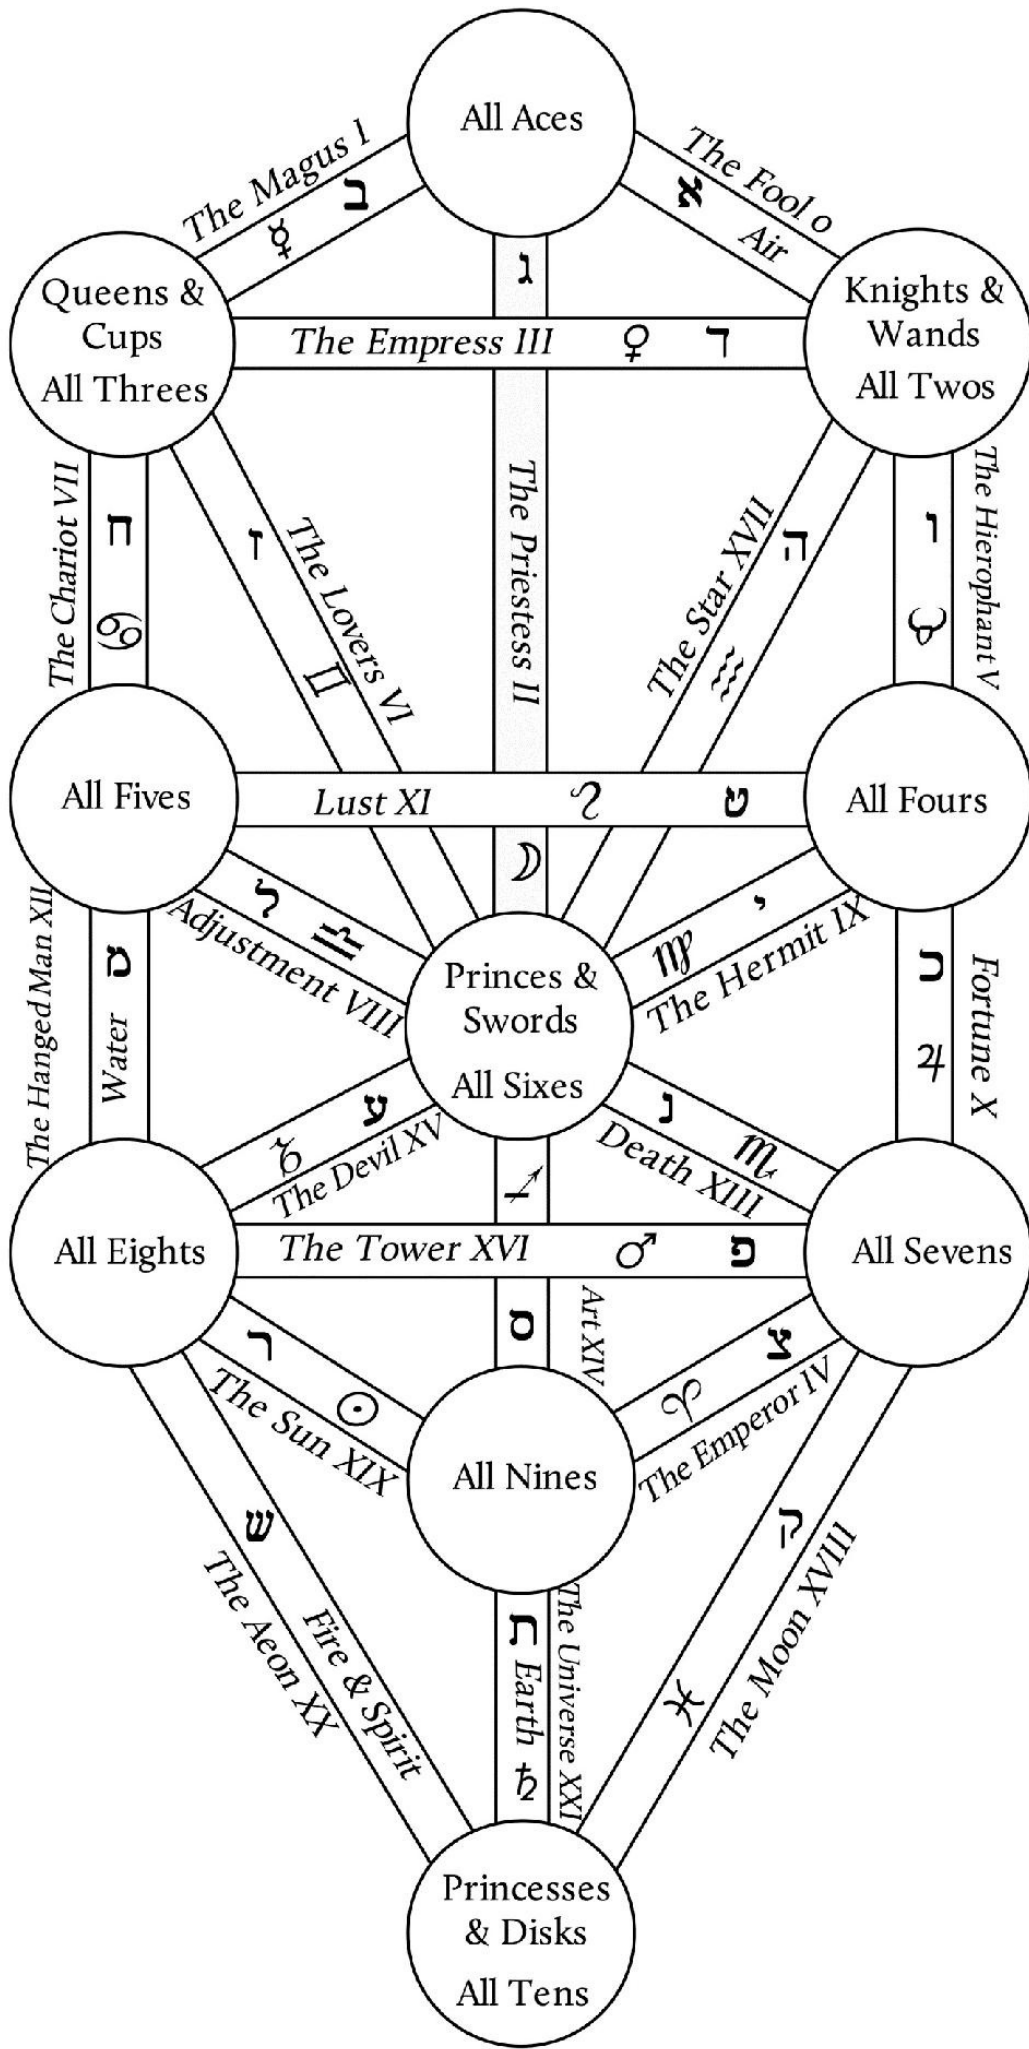 All Aces
The Magus I
ב
☿
The Fool 0
א
Air
ג
Queens &
Cups
All Threes
The Empress III ♀ ד
Knights &
Wands
All Twos
The Chariot VII
ח
♋
The Lovers VI
ז
♊
The Priestess II
The Star XVII
ה
♒
The Hierophant V
ו
♉
All Fives
Lust XI ♌ ט
All Fours
☽
Adjustment VIII
ל
♎
The Hermit IX
י
♍
The Hanged Man XII
מ
Water
Princes &
Swords
All Sixes
Fortune X
כ
♃
The Devil XV
ע
♑
Death XIII
נ
♏
♐
All Eights
The Tower XVI ♂ פ
All Sevens
ס
Art XIV
The Sun XIX
ר
☉
The Emperor IV
צ
♈
All Nines
The Aeon XX
ש
Fire & Spirit
The Universe XXI
ת Earth ♄
The Moon XVIII
ק
♓
Princesses
& Disks
All Tens